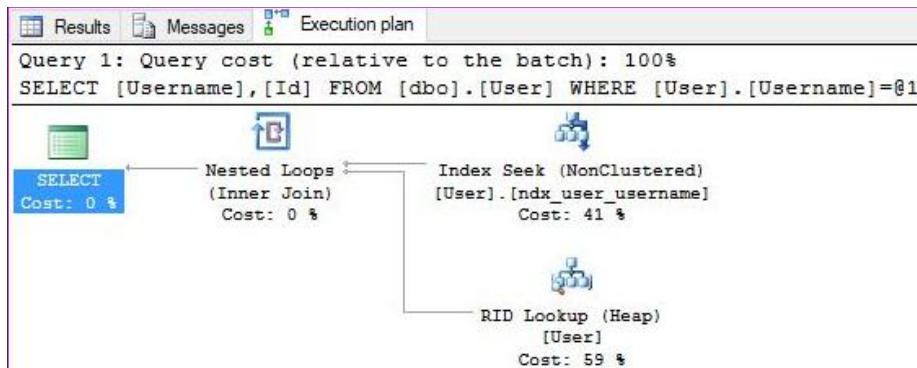 Results Messages Execution plan
Query 1: Query cost (relative to the batch): 100%
SELECT [Username],[Id] FROM [dbo].[User] WHERE [User].[Username]=@1
SELECT
Cost: 0 %
Nested Loops
(Inner Join)
Cost: 0 %
Index Seek (NonClustered)
[User].[ndx_user_username]
Cost: 41 %
RID Lookup (Heap)
[User]
Cost: 59 %